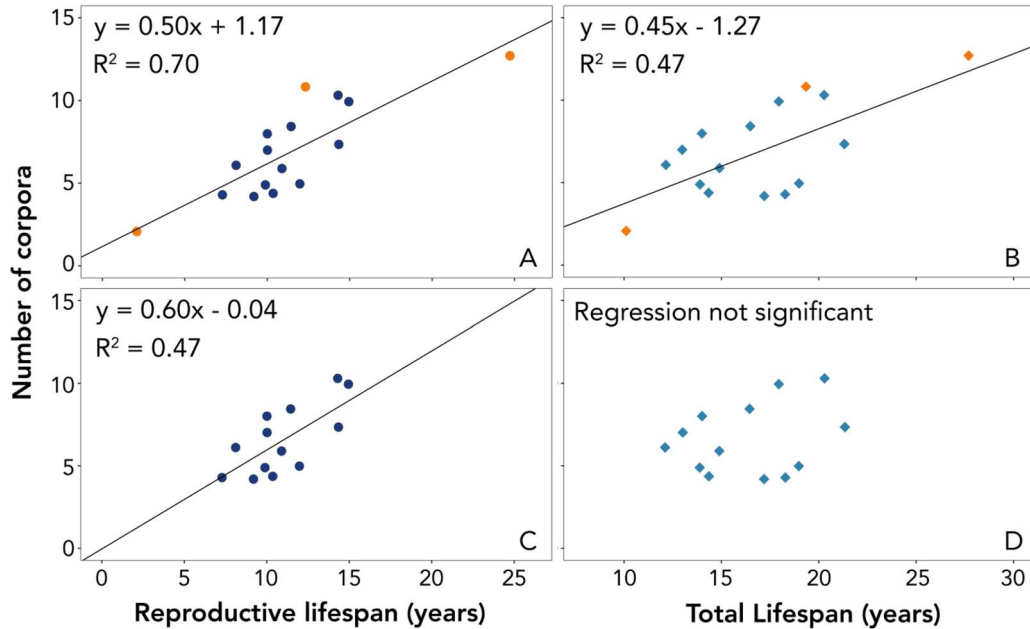 y = 0.50x + 1.17
R² = 0.70
15
10
5
0
A
y = 0.45x - 1.27
R² = 0.47
B
Number of corpora
y = 0.60x - 0.04
R² = 0.47
15
10
5
0
C
Regression not significant
D
0 5 10 15 20 25
10 15 20 25 30
Reproductive lifespan (years)
Total Lifespan (years)